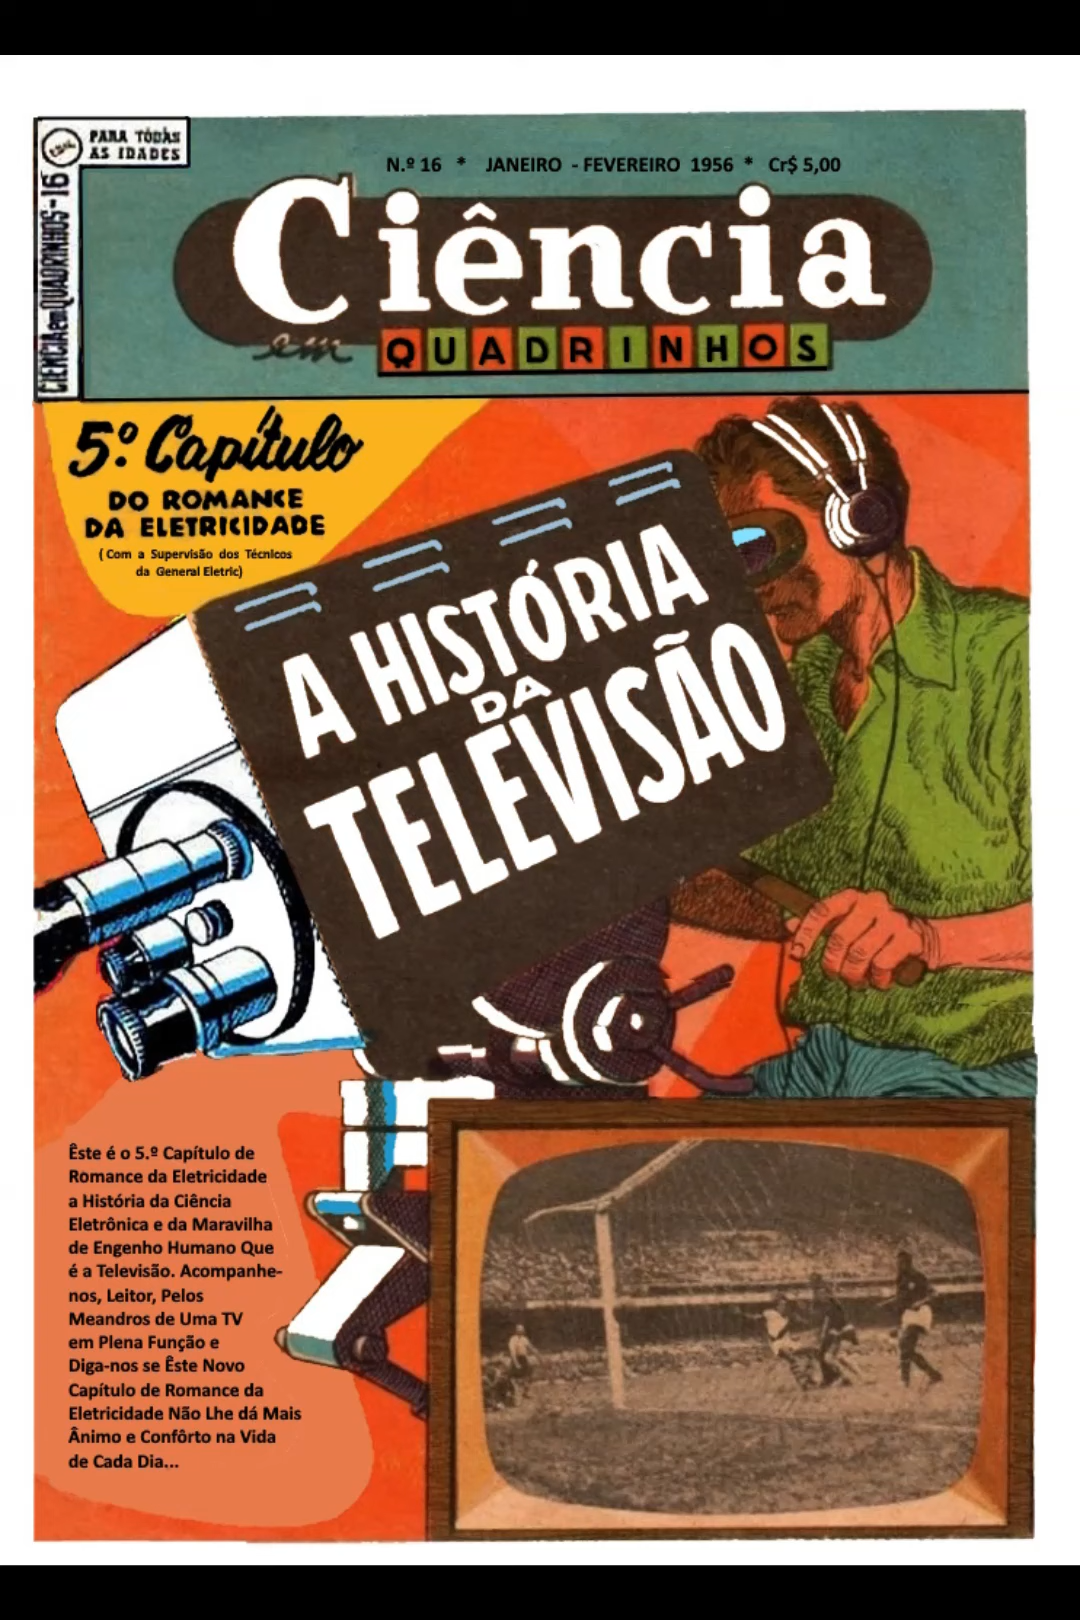 PARA TÔDAS
AS IDADES
CIÊNCIA em QUADRINHOS-16
N.º 16 * JANEIRO - FEVEREIRO 1956 * Cr$ 5,00
Ciência
em QUADRINHOS
5.º Capítulo
DO ROMANCE
DA ELETRICIDADE
( Com a Supervisão dos Técnicos
da General Eletric)
A HISTÓRIA
DA
TELEVISÃO
Êste é o 5.º Capítulo de
Romance da Eletricidade
a História da Ciência
Eletrônica e da Maravilha
de Engenho Humano Que
é a Televisão. Acompanhe-
nos, Leitor, Pelos
Meandros de Uma TV
em Plena Função e
Diga-nos se Êste Novo
Capítulo de Romance da
Eletricidade Não Lhe dá Mais
Ânimo e Confôrto na Vida
de Cada Dia...